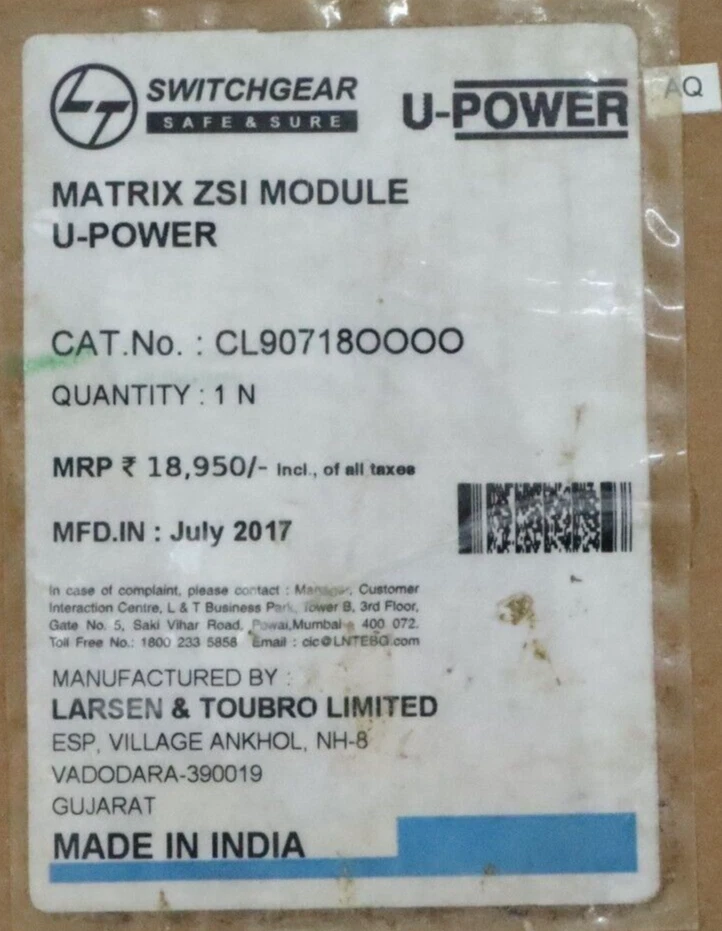 LT
SWITCHGEAR
SAFE & SURE
U-POWER
AQ
MATRIX ZSI MODULE
U-POWER
CAT.No. : CL90718OOOO
QUANTITY : 1 N
MRP ₹ 18,950/- Incl., of all taxes
MFD.IN : July 2017
In case of complaint, please contact : Manager, Customer
Interaction Centre, L & T Business Park, Tower B, 3rd Floor,
Gate No. 5, Saki Vihar Road, Powai,Mumbai - 400 072.
Toll Free No.: 1800 233 5858 Email : cic@LNTEBG.com
MANUFACTURED BY :
LARSEN & TOUBRO LIMITED
ESP, VILLAGE ANKHOL, NH-8
VADODARA-390019
GUJARAT
MADE IN INDIA